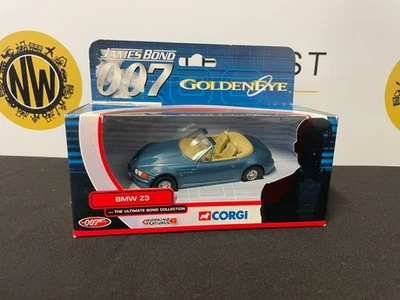 JAMES BOND
007
GOLDENEYE
NW
ST
BMW Z3
THE ULTIMATE BOND COLLECTION
007
CORGI